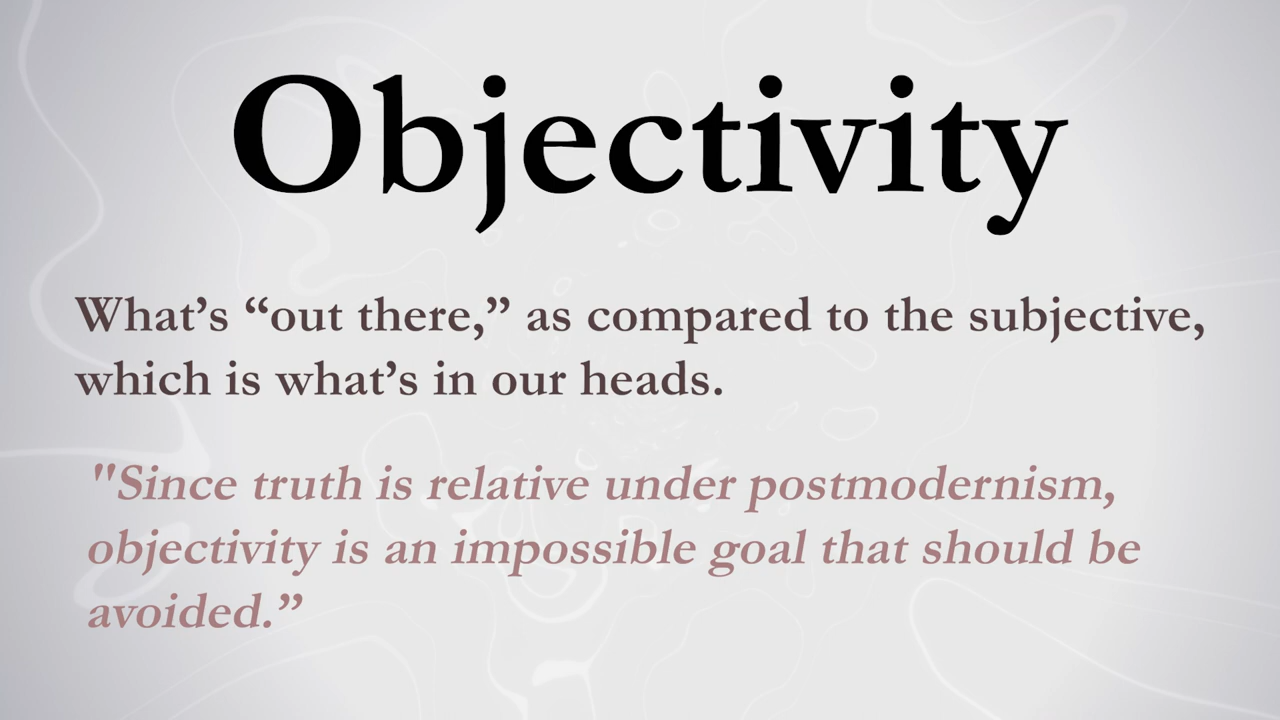 Objectivity
What’s “out there,” as compared to the subjective,
which is what’s in our heads.
"Since truth is relative under postmodernism,
objectivity is an impossible goal that should be
avoided.”